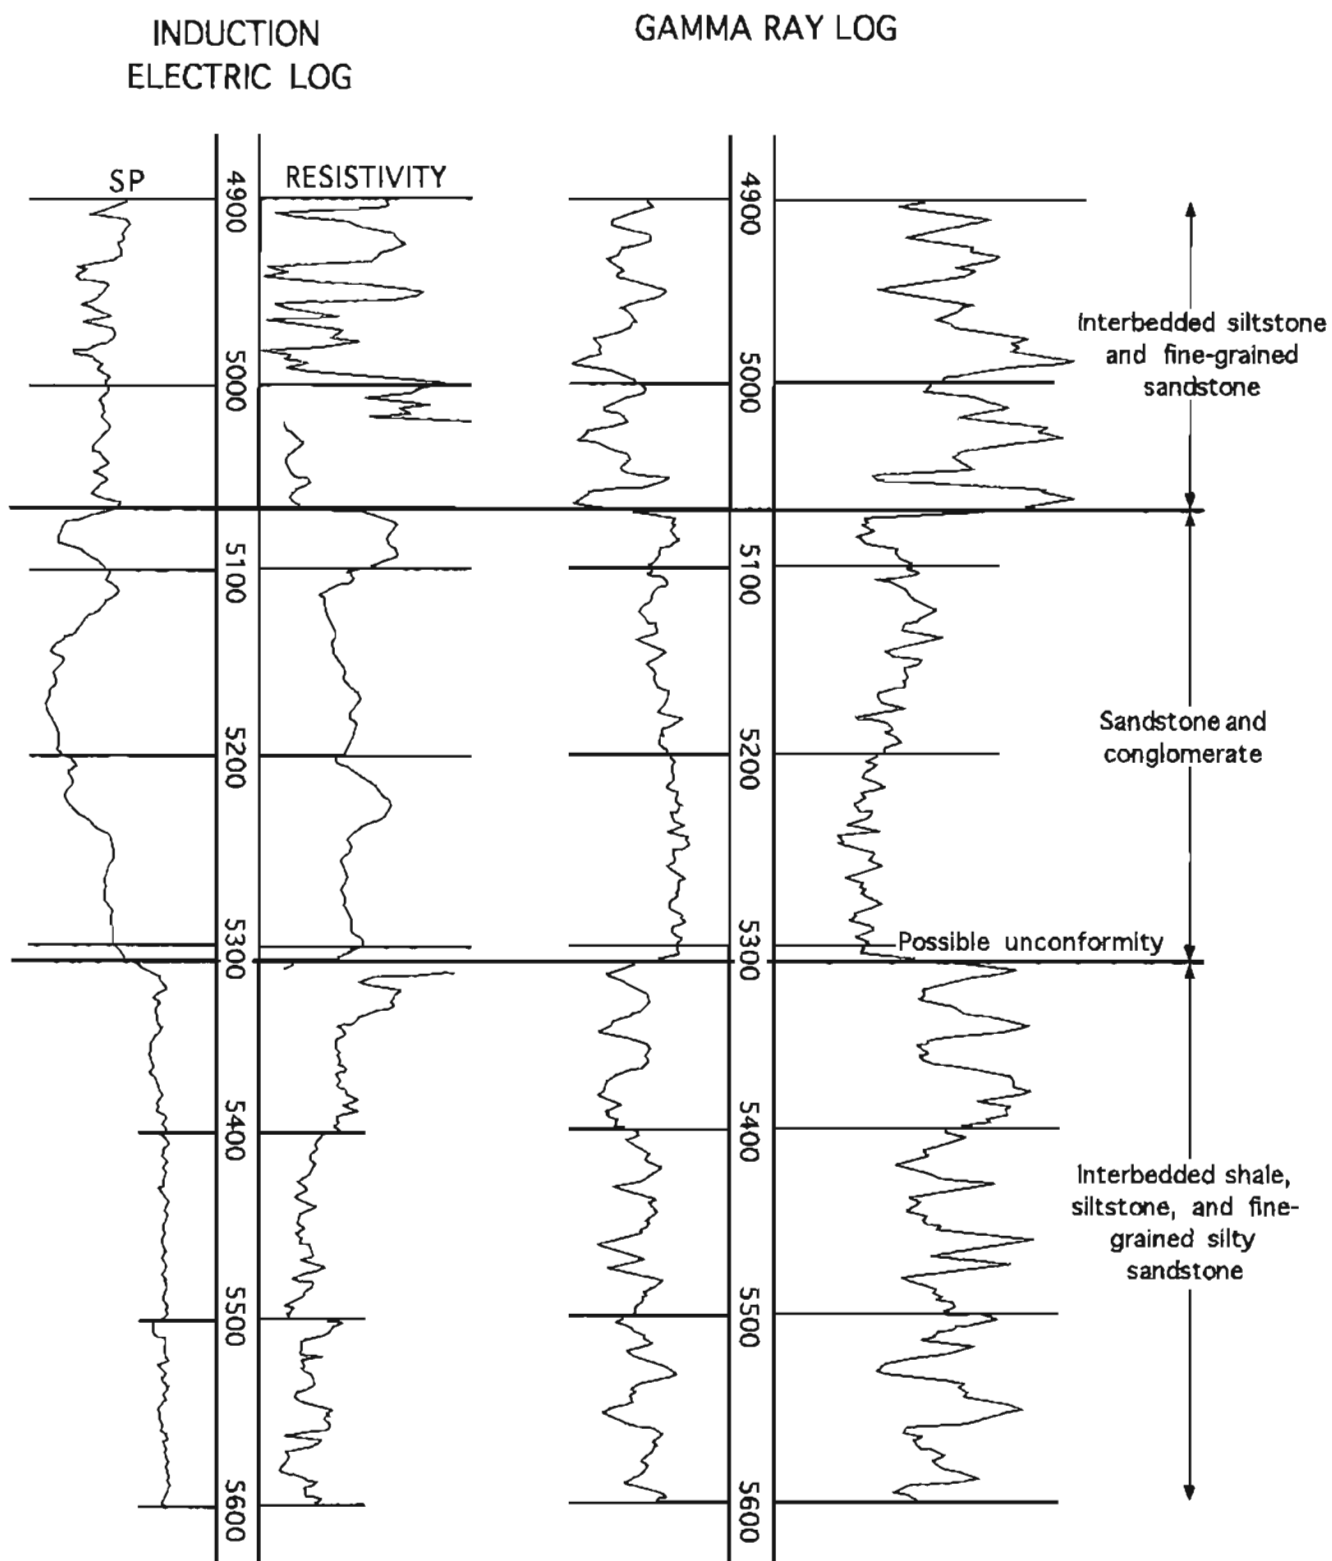 INDUCTION
ELECTRIC LOG
GAMMA RAY LOG
SP
RESISTIVITY
4900
5000
5100
5200
5300
5400
5500
5600
4900
5000
5100
5200
5300
5400
5500
5600
Interbedded siltstone
and fine-grained
sandstone
Sandstone and
conglomerate
Possible unconformity
Interbedded shale,
siltstone, and fine-
grained silty
sandstone